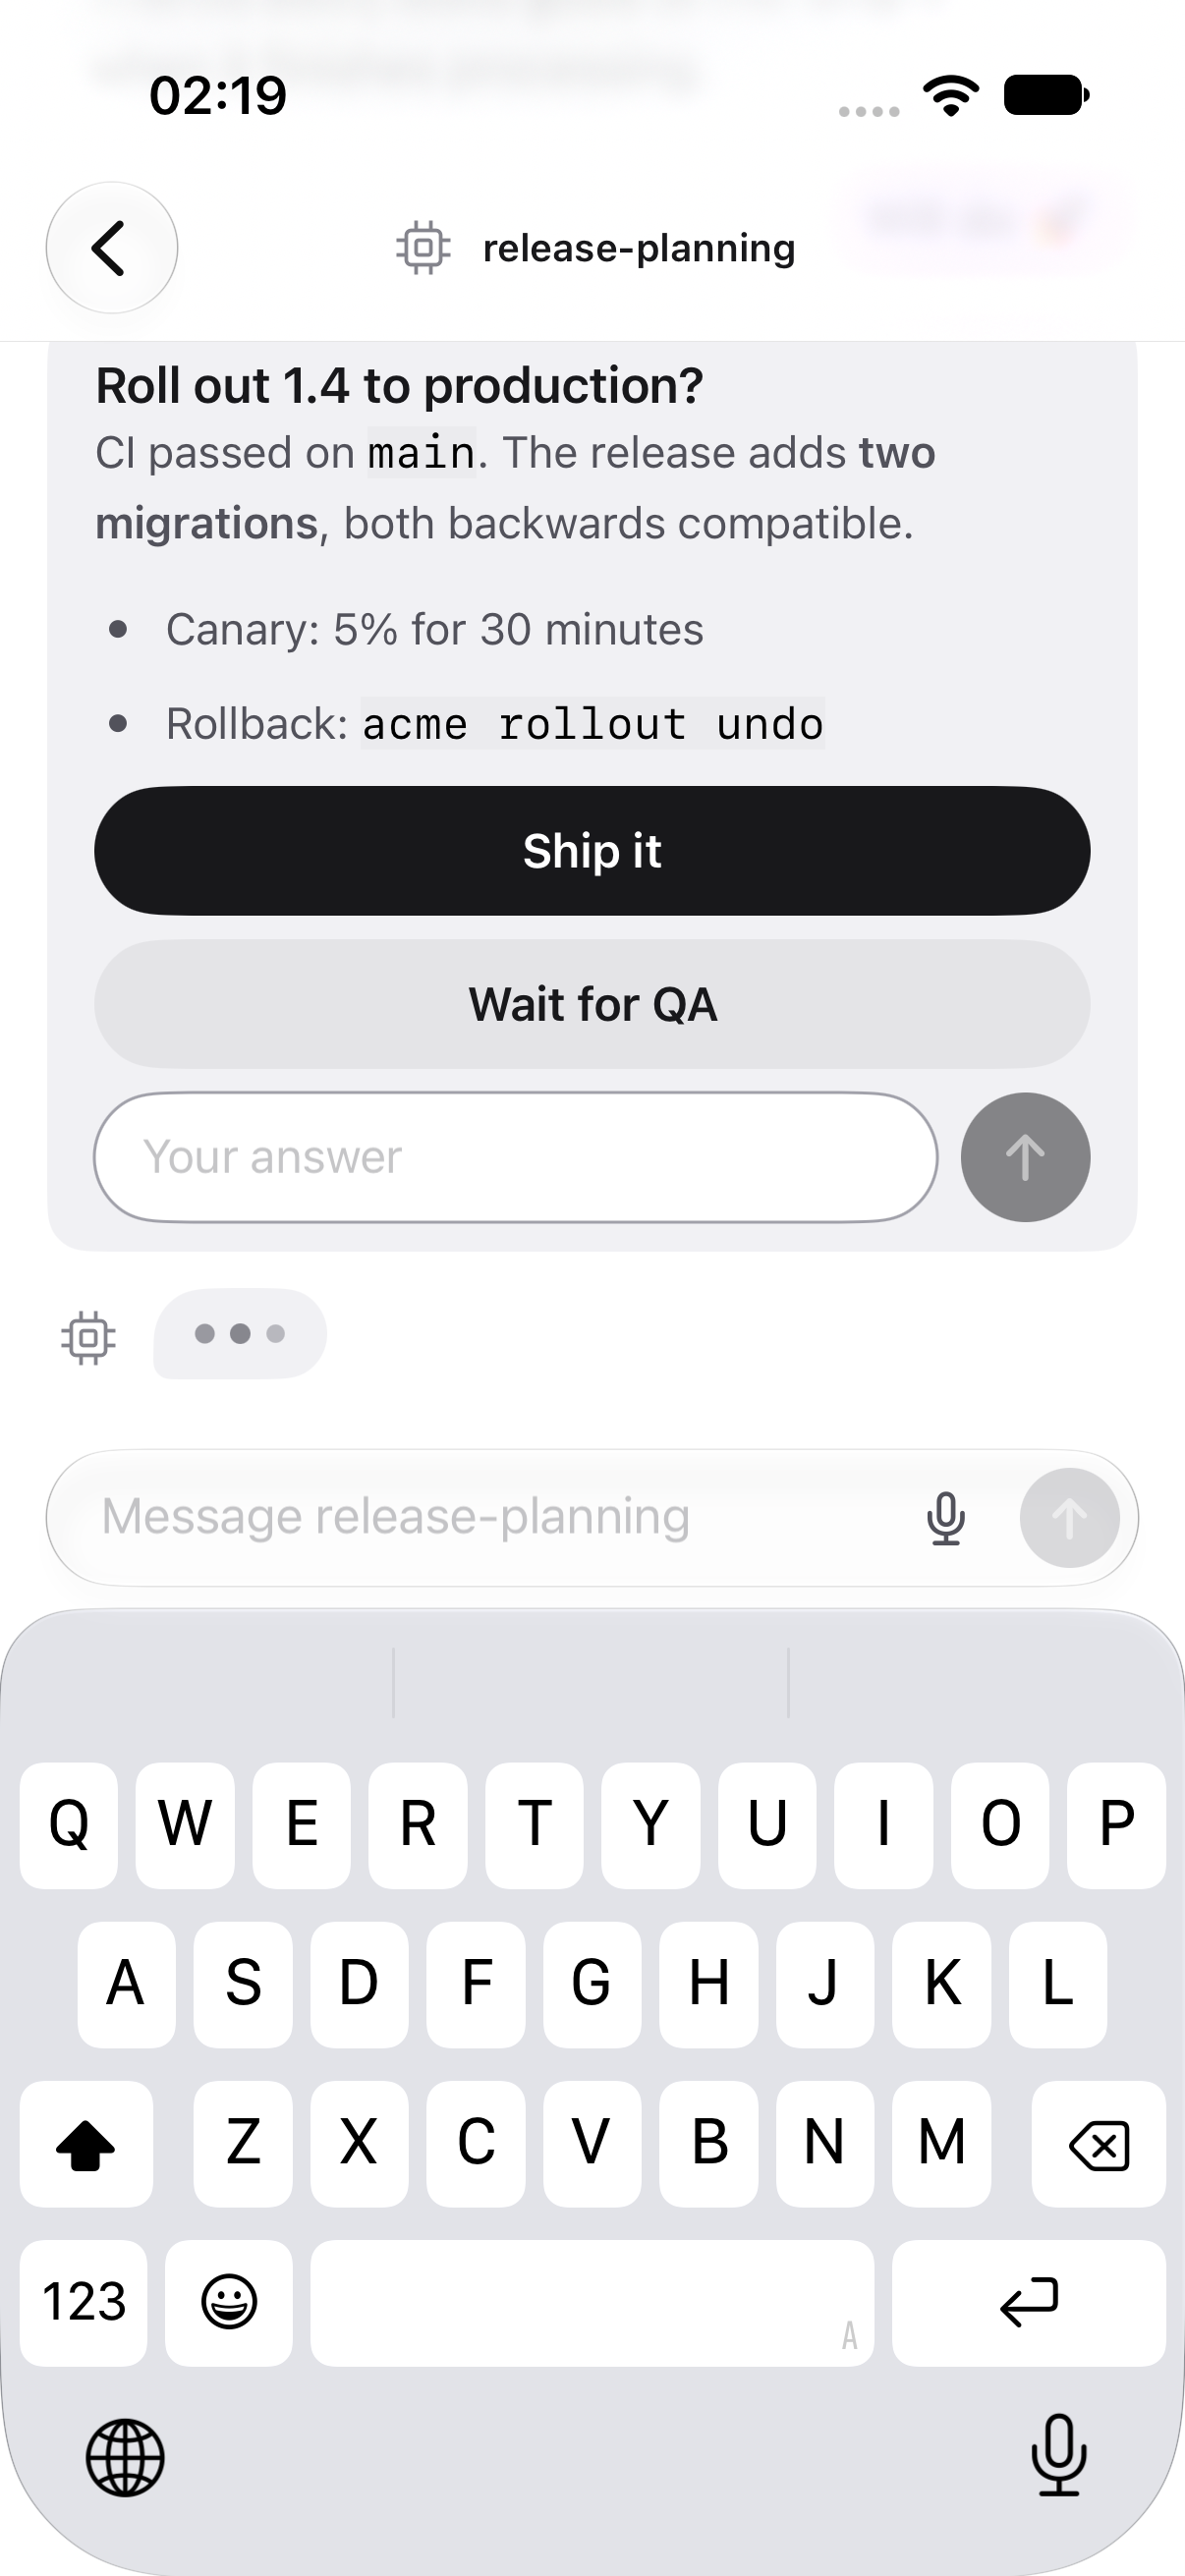 02:19
release-planning
Roll out 1.4 to production?
CI passed on main. The release adds two
migrations, both backwards compatible.
Canary: 5% for 30 minutes
Rollback: acme rollout undo
Ship it
Wait for QA
Your answer
Message release-planning
Q W E R T Y U I O P
A S D F G H J K L
Z X C V B N M
123
A